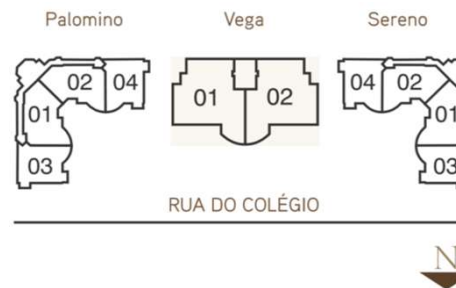 Palomino Vega Sereno
02 04 01 02 04 02
01 01
03 03
RUA DO COLÉGIO
N